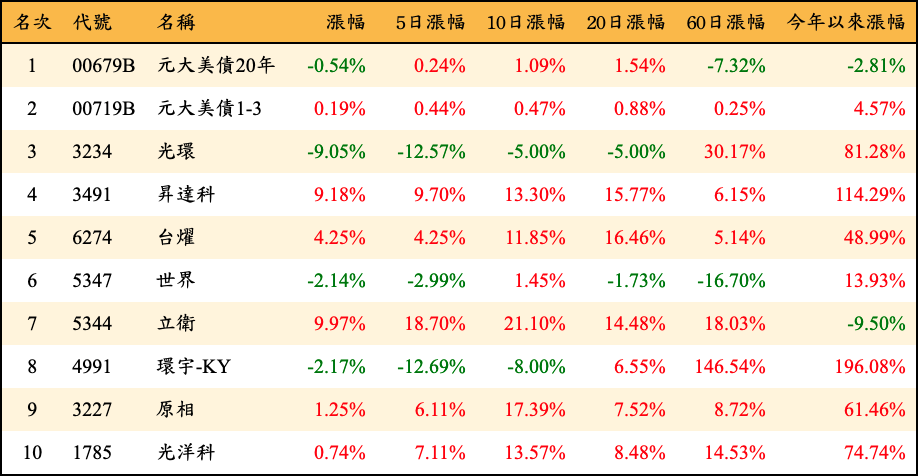 名次 代號 名稱 漲幅 5日漲幅 10日漲幅 20日漲幅 60日漲幅 今年以來漲幅
1 00679B 元大美債20年 -0.54% 0.24% 1.09% 1.54% -7.32% -2.81%
2 00719B 元大美債1-3 0.19% 0.44% 0.47% 0.88% 0.25% 4.57%
3 3234 光環 -9.05% -12.57% -5.00% -5.00% 30.17% 81.28%
4 3491 昇達科 9.18% 9.70% 13.30% 15.77% 6.15% 114.29%
5 6274 台燿 4.25% 4.25% 11.85% 16.46% 5.14% 48.99%
6 5347 世界 -2.14% -2.99% 1.45% -1.73% -16.70% 13.93%
7 5344 立衛 9.97% 18.70% 21.10% 14.48% 18.03% -9.50%
8 4991 環宇-KY -2.17% -12.69% -8.00% 6.55% 146.54% 196.08%
9 3227 原相 1.25% 6.11% 17.39% 7.52% 8.72% 61.46%
10 1785 光洋科 0.74% 7.11% 13.57% 8.48% 14.53% 74.74%